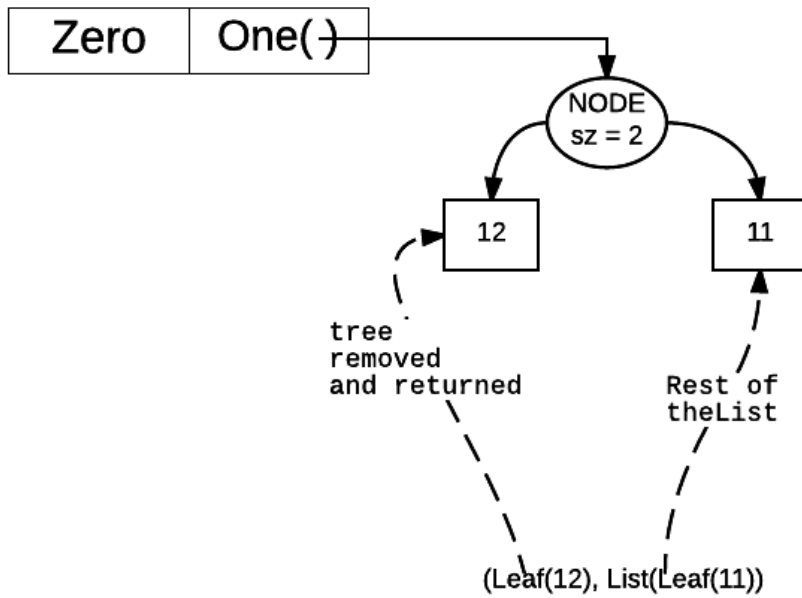 Zero One( )
NODE
sz = 2
12
11
tree
removed
and returned
Rest of
theList
(Leaf(12), List(Leaf(11)))